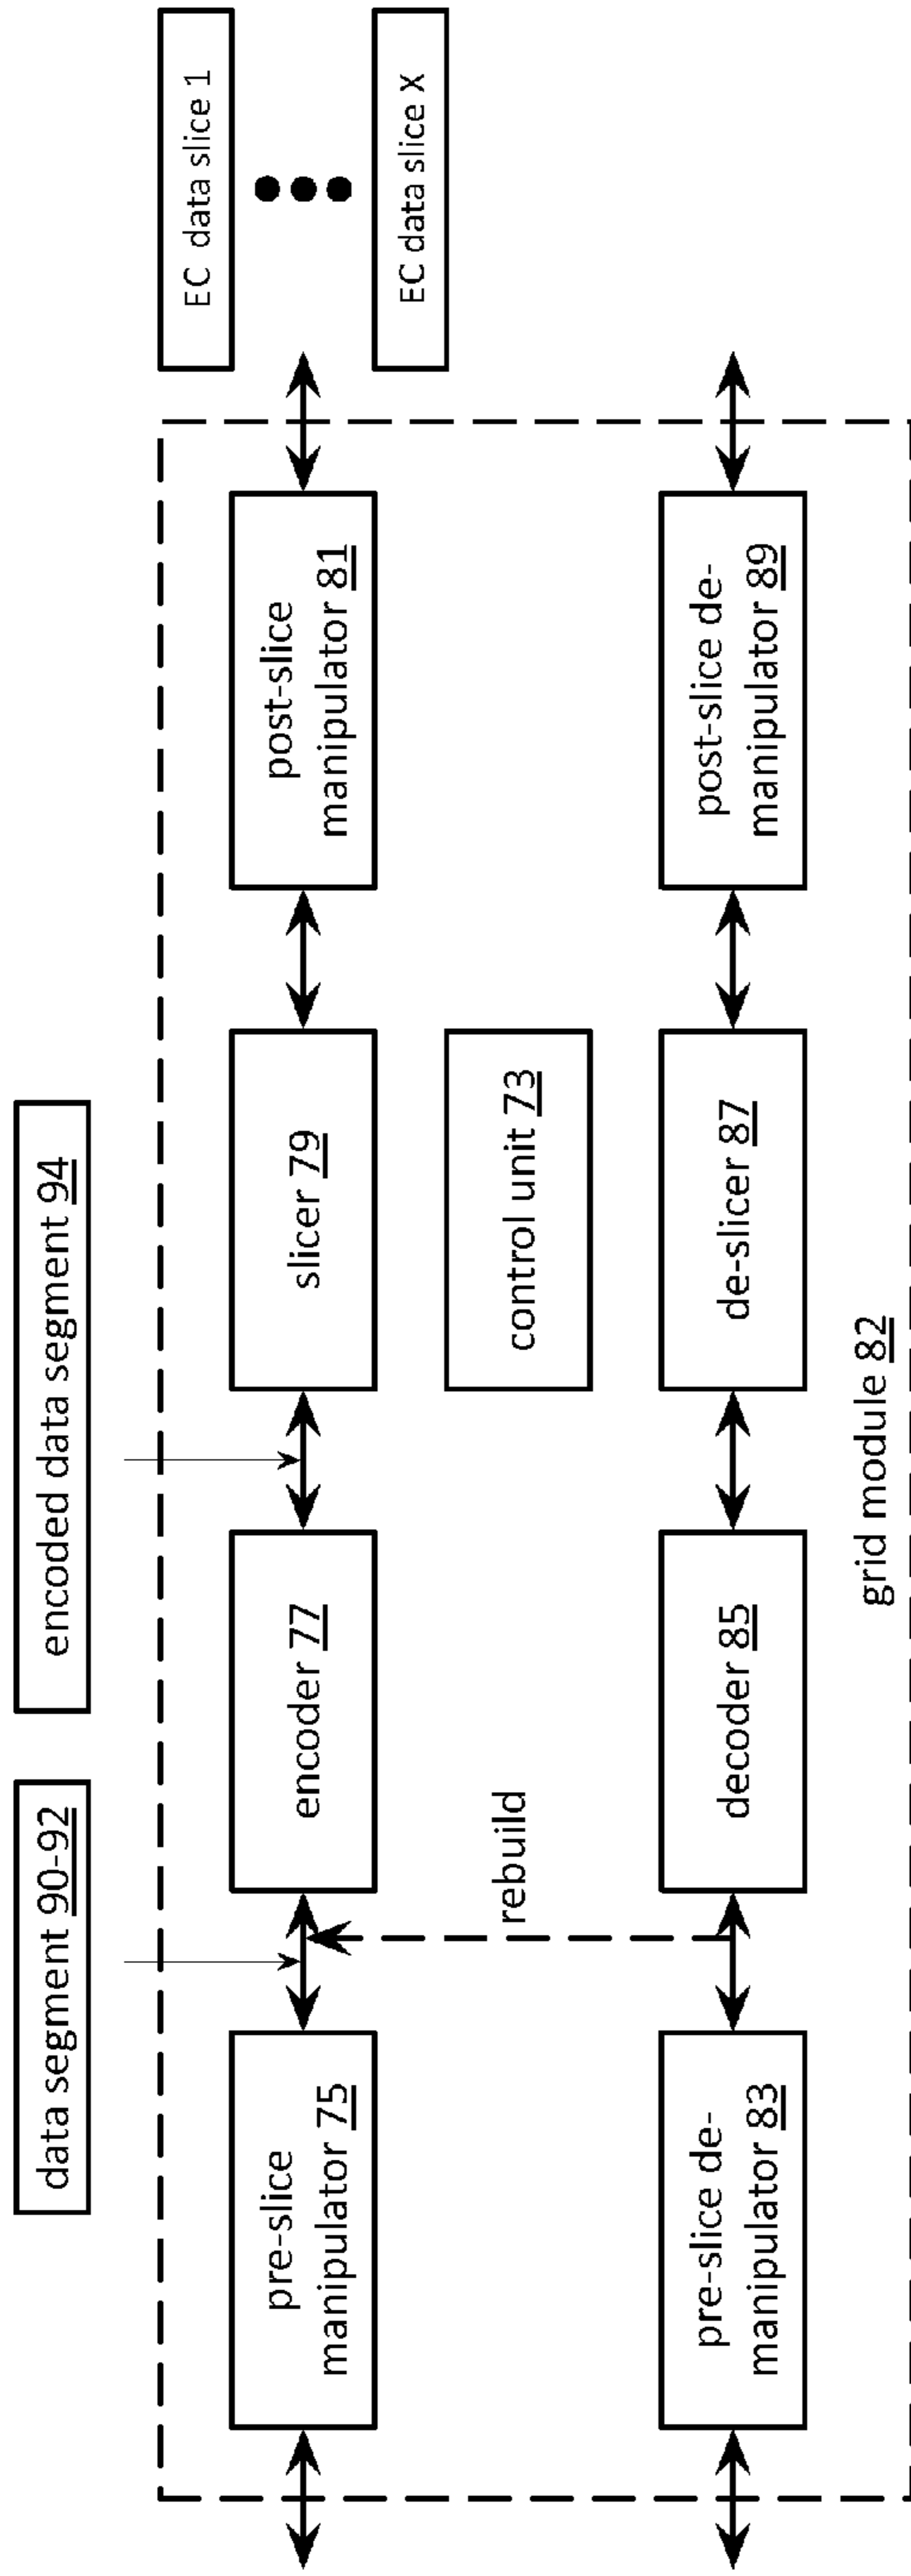 data segment 90-92
encoded data segment 94
EC data slice 1
EC data slice X
pre-slice
manipulator 75
encoder 77
slicer 79
post-slice
manipulator 81
rebuild
control unit 73
pre-slice de-
manipulator 83
decoder 85
de-slicer 87
post-slice de-
manipulator 89
grid module 82